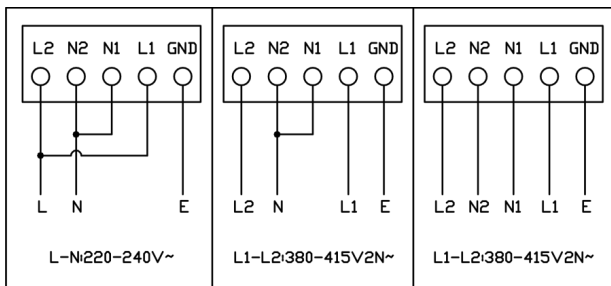 L2 N2 N1 L1 GND
L N E
L-N:220-240V~
L2 N2 N1 L1 GND
L2 N L1 E
L1-L2:380-415V2N~
L2 N2 N1 L1 GND
L2 N2 N1 L1 E
L1-L2:380-415V2N~